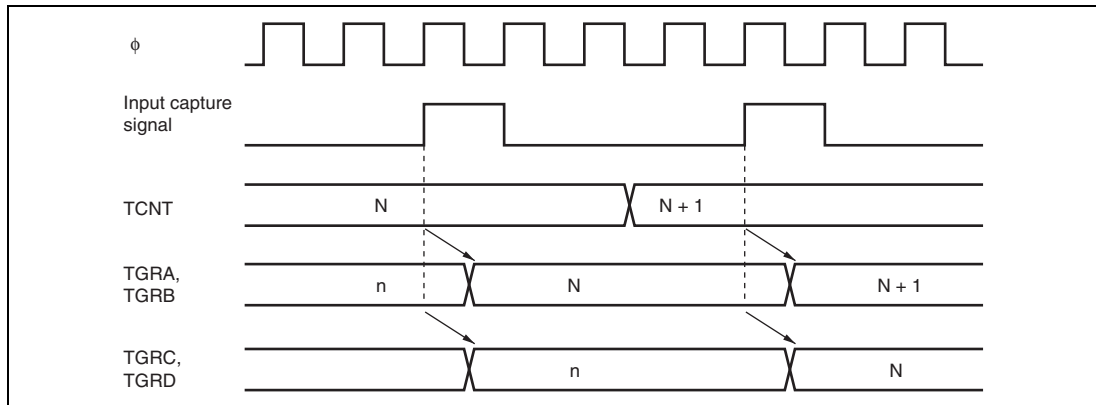 φ
Input capture
signal
TCNT
N
N + 1
TGRA,
TGRB
n
N
N + 1
TGRC,
TGRD
n
N